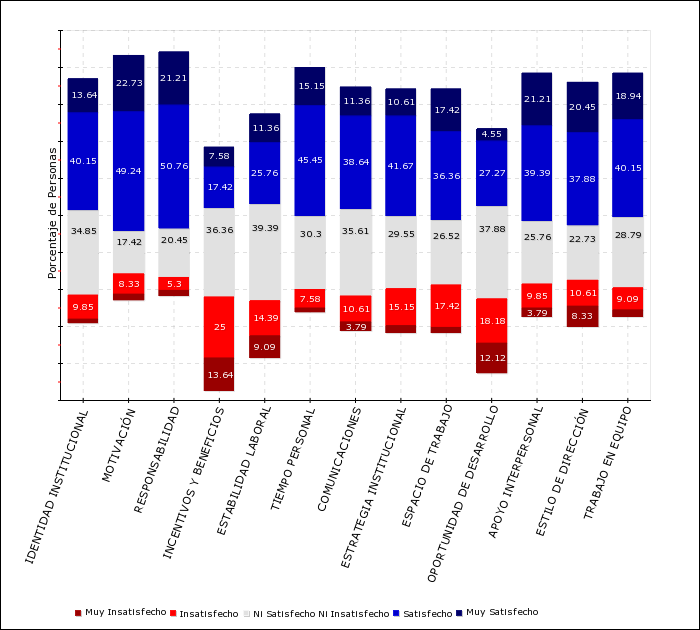 Porcentaje de Personas
13.64 22.73 21.21 7.58 11.36 15.15 11.36 10.61 17.42 4.55 21.21 20.45 18.94
40.15 49.24 50.76 17.42 25.76 45.45 38.64 41.67 36.36 27.27 39.39 37.88 40.15
34.85 17.42 20.45 36.36 39.39 30.3 35.61 29.55 26.52 37.88 25.76 22.73 28.79
9.85 8.33 5.3 25 14.39 7.58 10.61 15.15 17.42 18.18 9.85 10.61 9.09
13.64 9.09 3.79 12.12 3.79 8.33
IDENTIDAD INSTITUCIONAL
MOTIVACIÓN
RESPONSABILIDAD
INCENTIVOS Y BENEFICIOS
ESTABILIDAD LABORAL
TIEMPO PERSONAL
COMUNICACIONES
ESTRATEGIA INSTITUCIONAL
ESPACIO DE TRABAJO
OPORTUNIDAD DE DESARROLLO
APOYO INTERPERSONAL
ESTILO DE DIRECCIÓN
TRABAJO EN EQUIPO
Muy Insatisfecho Insatisfecho Ni Satisfecho Ni Insatisfecho Satisfecho Muy Satisfecho